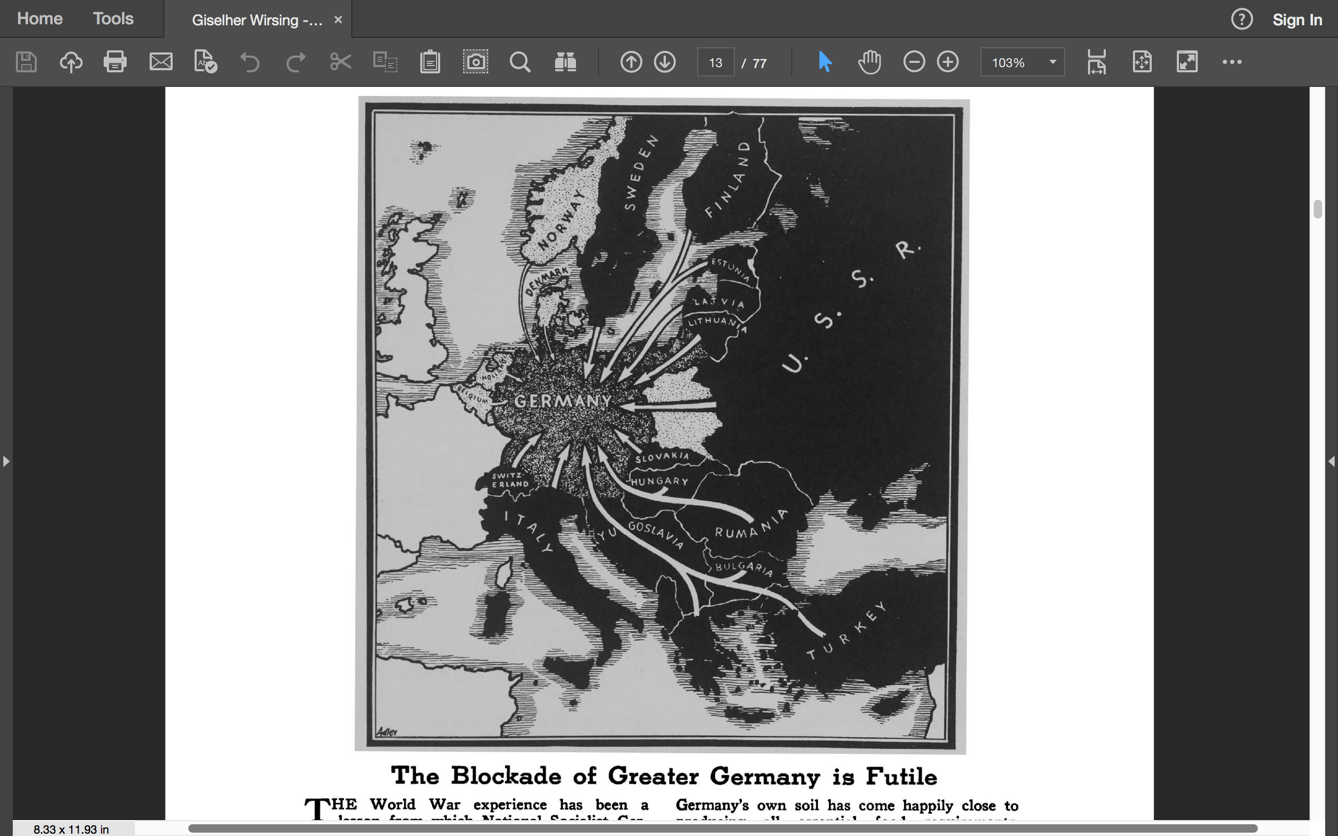 Home
Tools
Giselher Wirsing -... ×
?
Sign In
13 / 77
103%
SWEDEN
FINLAND
NORWAY
U. S. S. R.
DENMARK
ESTONIA
LATVIA
LITHUANIA
BELGIUM
GERMANY
SLOVAKIA
SWITZ-
ERLAND
HUNGARY
ITALY
YUGOSLAVIA
RUMANIA
BULGARIA
TURKEY
Adler
The Blockade of Greater Germany is Futile
THE World War experience has been a
Germany's own soil has come happily close to
8.33 x 11.93 in